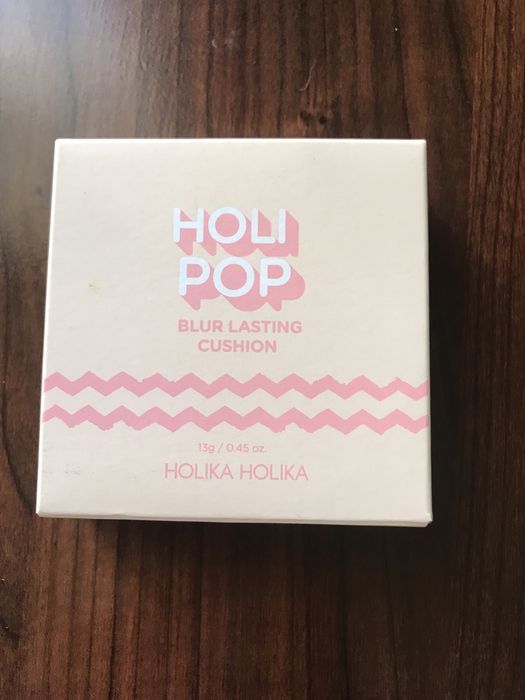 HOLI
POP
BLUR LASTING
CUSHION
13g / 0.45 oz.
HOLIKA HOLIKA